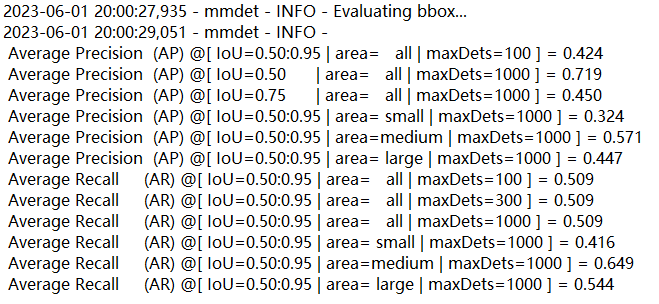 2023-06-01 20:00:27,935 - mmdet - INFO - Evaluating bbox...
2023-06-01 20:00:29,051 - mmdet - INFO -
Average Precision (AP) @[ IoU=0.50:0.95 | area= all | maxDets=100 ] = 0.424
Average Precision (AP) @[ IoU=0.50 | area= all | maxDets=1000 ] = 0.719
Average Precision (AP) @[ IoU=0.75 | area= all | maxDets=1000 ] = 0.450
Average Precision (AP) @[ IoU=0.50:0.95 | area= small | maxDets=1000 ] = 0.324
Average Precision (AP) @[ IoU=0.50:0.95 | area=medium | maxDets=1000 ] = 0.571
Average Precision (AP) @[ IoU=0.50:0.95 | area= large | maxDets=1000 ] = 0.447
Average Recall (AR) @[ IoU=0.50:0.95 | area= all | maxDets=100 ] = 0.509
Average Recall (AR) @[ IoU=0.50:0.95 | area= all | maxDets=300 ] = 0.509
Average Recall (AR) @[ IoU=0.50:0.95 | area= all | maxDets=1000 ] = 0.509
Average Recall (AR) @[ IoU=0.50:0.95 | area= small | maxDets=1000 ] = 0.416
Average Recall (AR) @[ IoU=0.50:0.95 | area=medium | maxDets=1000 ] = 0.649
Average Recall (AR) @[ IoU=0.50:0.95 | area= large | maxDets=1000 ] = 0.544